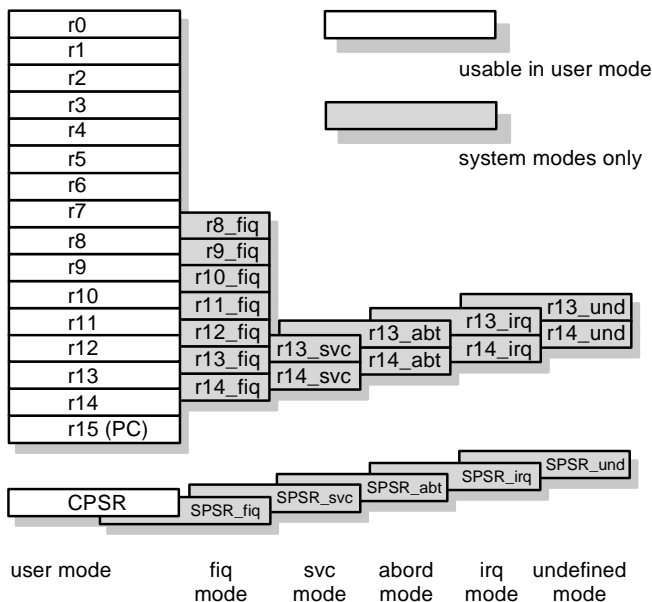 r0
r1
r2
r3
r4
r5
r6
r7
r8
r9
r10
r11
r12
r13
r14
r15 (PC)
usable in user mode
system modes only
r8_fiq
r9_fiq
r10_fiq
r11_fiq
r12_fiq
r13_fiq
r14_fiq
r13_svc
r14_svc
r13_abt
r14_abt
r13_irq
r14_irq
r13_und
r14_und
CPSR
SPSR_fiq
SPSR_svc
SPSR_abt
SPSR_irq
SPSR_und
user mode
fiq
mode
svc
mode
abord
mode
irq
mode
undefined
mode